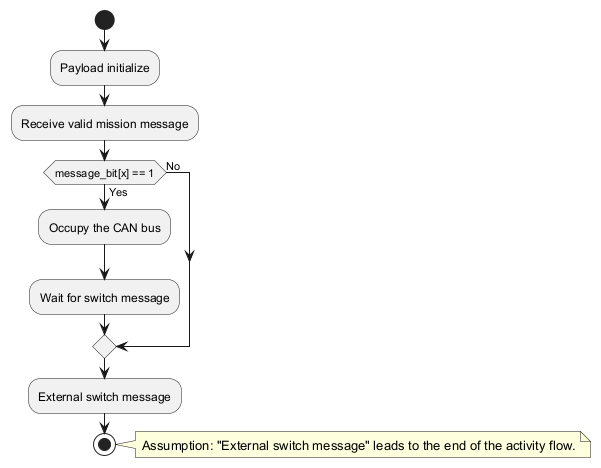 Payload initialize
Receive valid mission message
message_bit[x] == 1
No
Yes
Occupy the CAN bus
Wait for switch message
External switch message
Assumption: "External switch message" leads to the end of the activity flow.